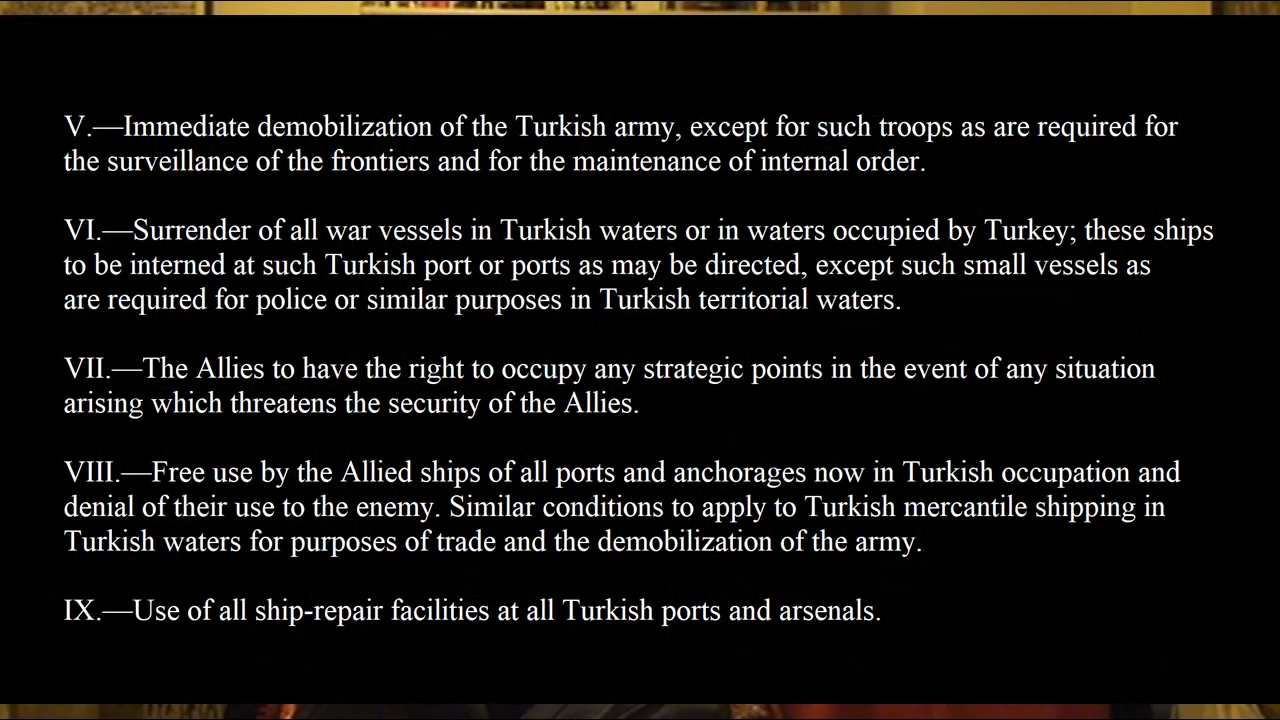 V.—Immediate demobilization of the Turkish army, except for such troops as are required for
the surveillance of the frontiers and for the maintenance of internal order.
VI.—Surrender of all war vessels in Turkish waters or in waters occupied by Turkey; these ships
to be interned at such Turkish port or ports as may be directed, except such small vessels as
are required for police or similar purposes in Turkish territorial waters.
VII.—The Allies to have the right to occupy any strategic points in the event of any situation
arising which threatens the security of the Allies.
VIII.—Free use by the Allied ships of all ports and anchorages now in Turkish occupation and
denial of their use to the enemy. Similar conditions to apply to Turkish mercantile shipping in
Turkish waters for purposes of trade and the demobilization of the army.
IX.—Use of all ship-repair facilities at all Turkish ports and arsenals.